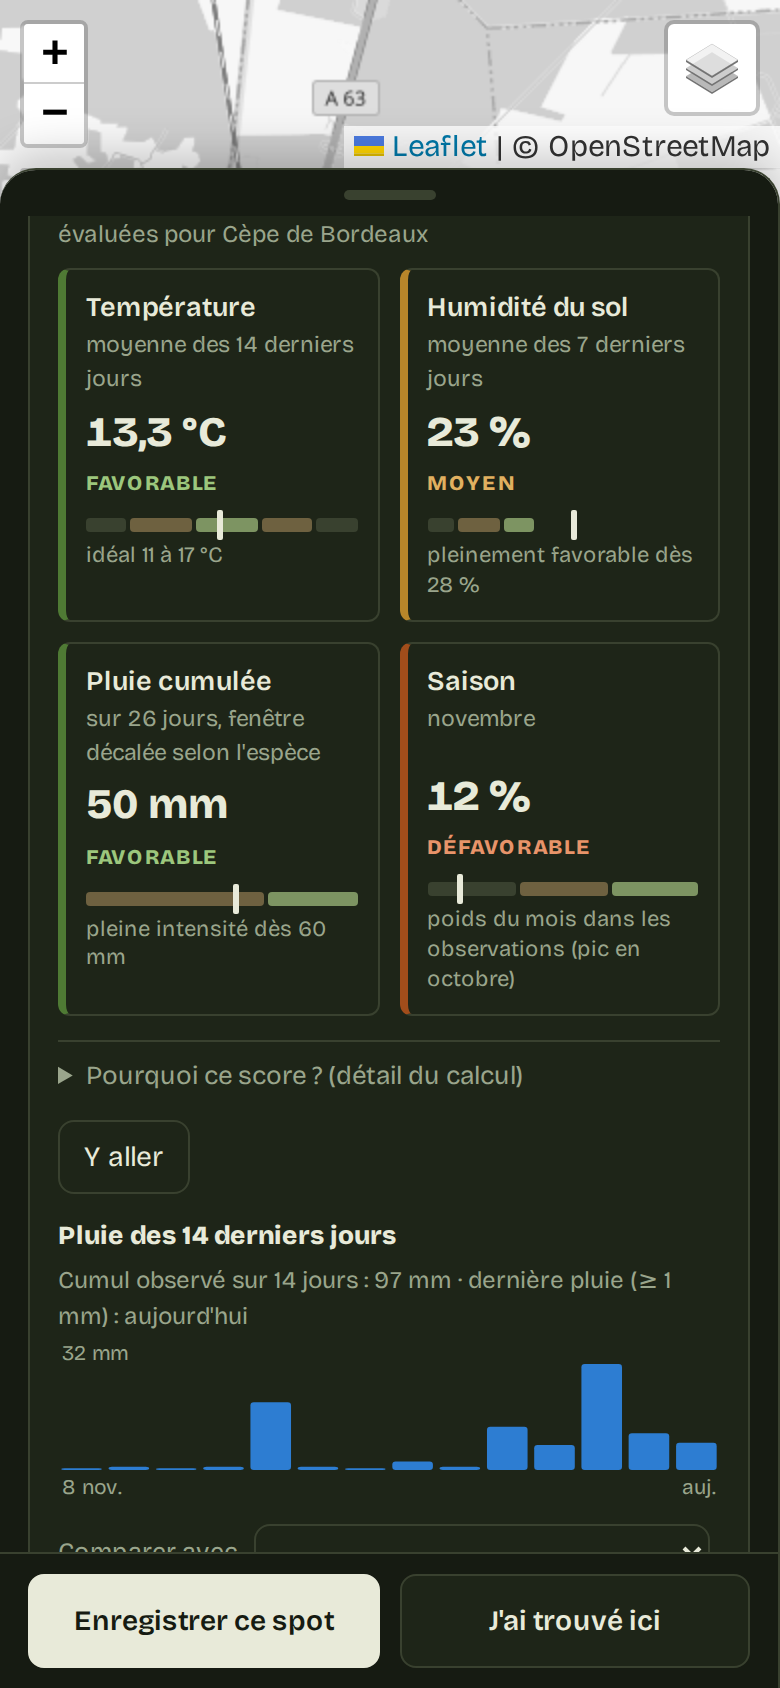 +
−
A 63
Leaflet | © OpenStreetMap
évaluées pour Cèpe de Bordeaux
Température
moyenne des 14 derniers
jours
13,3 °C
FAVORABLE
idéal 11 à 17 °C
Humidité du sol
moyenne des 7 derniers
jours
23 %
MOYEN
pleinement favorable dès
28 %
Pluie cumulée
sur 26 jours, fenêtre
décalée selon l'espèce
50 mm
FAVORABLE
pleine intensité dès 60
mm
Saison
novembre
12 %
DÉFAVORABLE
poids du mois dans les
observations (pic en
octobre)
Pourquoi ce score ? (détail du calcul)
Y aller
Pluie des 14 derniers jours
Cumul observé sur 14 jours : 97 mm · dernière pluie (≥ 1
mm) : aujourd'hui
32 mm
8 nov.
auj.
Comparer avec
Enregistrer ce spot
J'ai trouvé ici